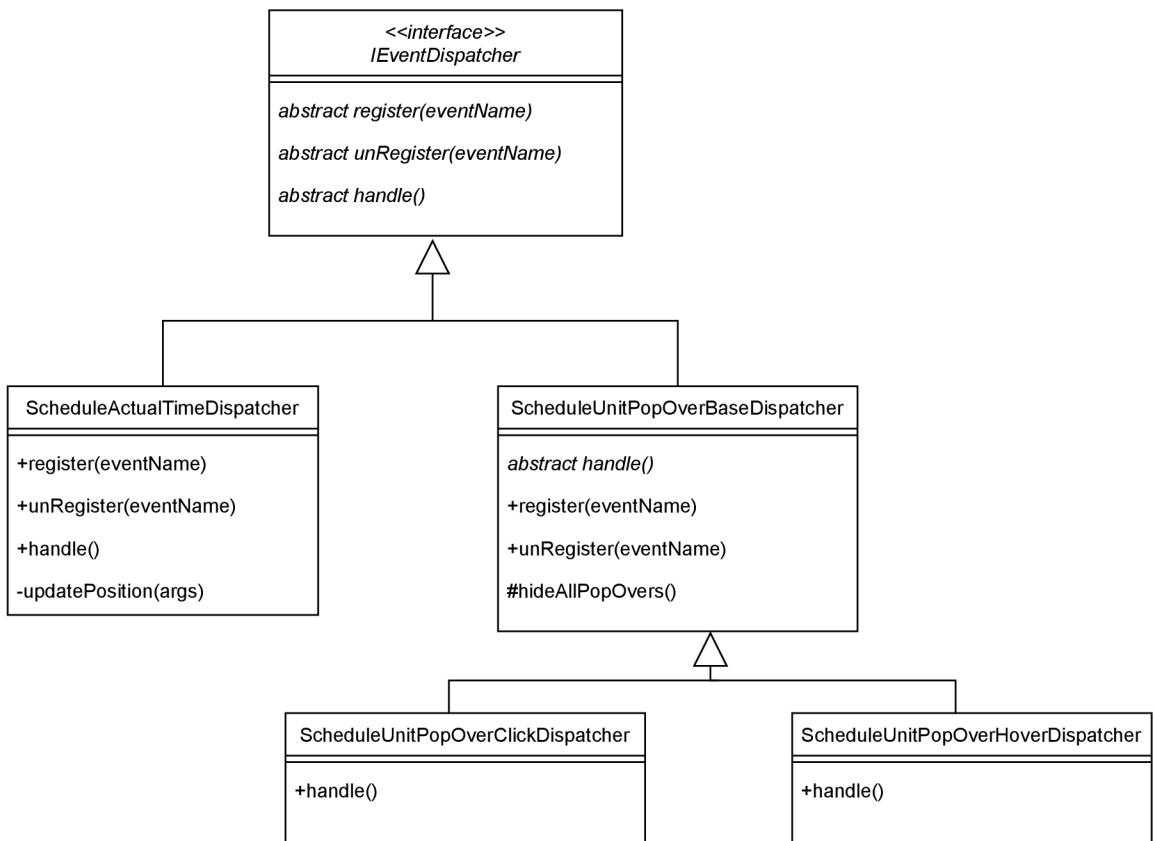 <<interface>>
IEventDispatcher
abstract register(eventName)
abstract unRegister(eventName)
abstract handle()
ScheduleActualTimeDispatcher
+register(eventName)
+unRegister(eventName)
+handle()
-updatePosition(args)
ScheduleUnitPopOverBaseDispatcher
abstract handle()
+register(eventName)
+unRegister(eventName)
#hideAllPopOvers()
ScheduleUnitPopOverClickDispatcher
+handle()
ScheduleUnitPopOverHoverDispatcher
+handle()